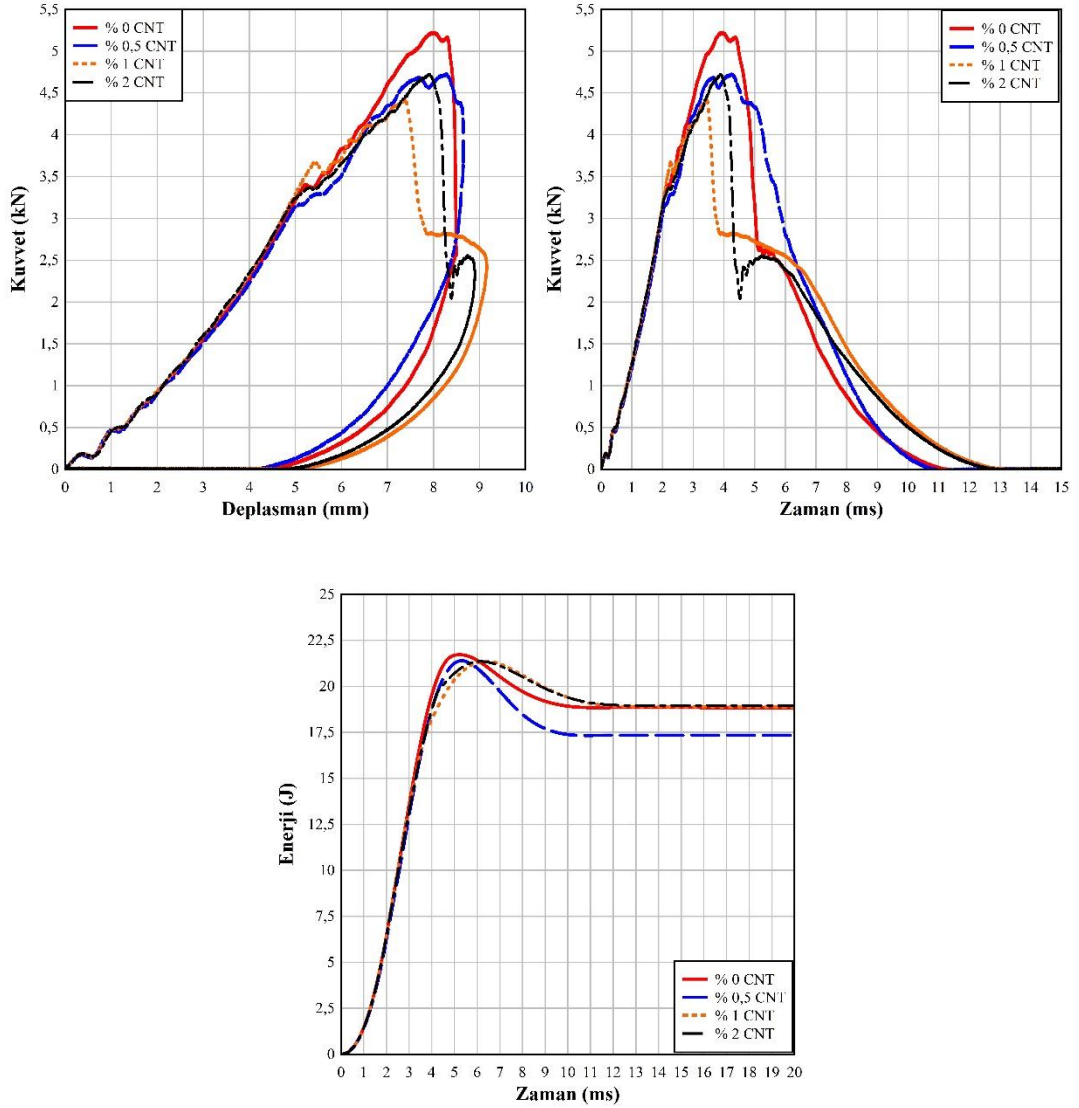 5,5
5
4,5
4
3,5
3
2,5
2
1,5
1
0,5
0
Kuvvet (kN)
% 0 CNT
% 0,5 CNT
% 1 CNT
% 2 CNT
0 1 2 3 4 5 6 7 8 9 10
Deplasman (mm)
5,5
5
4,5
4
3,5
3
2,5
2
1,5
1
0,5
0
Kuvvet (kN)
% 0 CNT
% 0,5 CNT
% 1 CNT
% 2 CNT
0 1 2 3 4 5 6 7 8 9 10 11 12 13 14 15
Zaman (ms)
25
22,5
20
17,5
15
12,5
10
7,5
5
2,5
0
Enerji (J)
% 0 CNT
% 0,5 CNT
% 1 CNT
% 2 CNT
0 1 2 3 4 5 6 7 8 9 10 11 12 13 14 15 16 17 18 19 20
Zaman (ms)